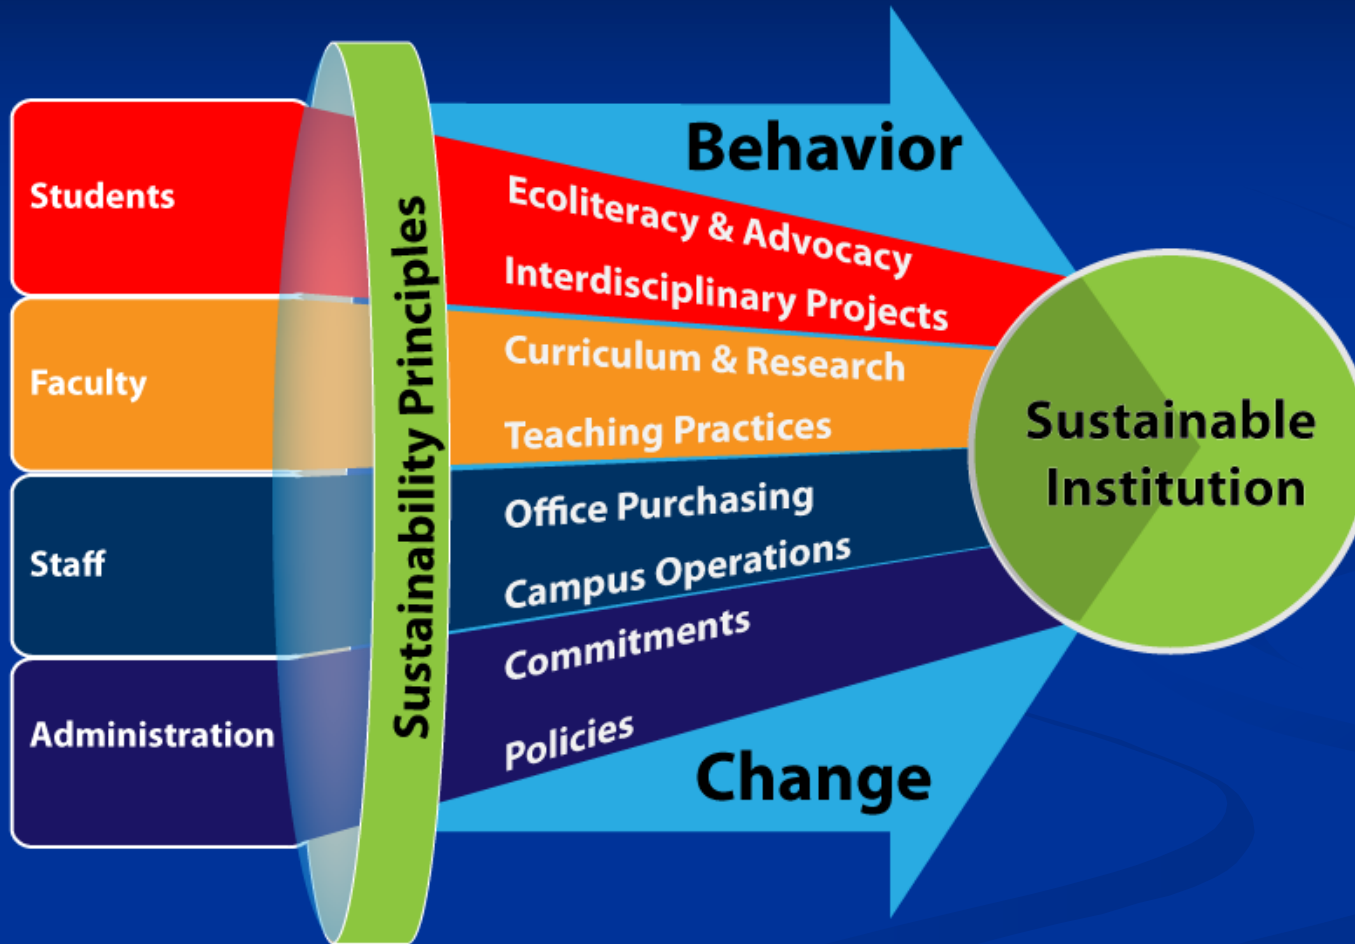 Students
Faculty
Staff
Administration
Sustainability Principles
Behavior
Ecoliteracy & Advocacy
Interdisciplinary Projects
Curriculum & Research
Teaching Practices
Office Purchasing
Campus Operations
Commitments
Policies
Change
Sustainable
Institution